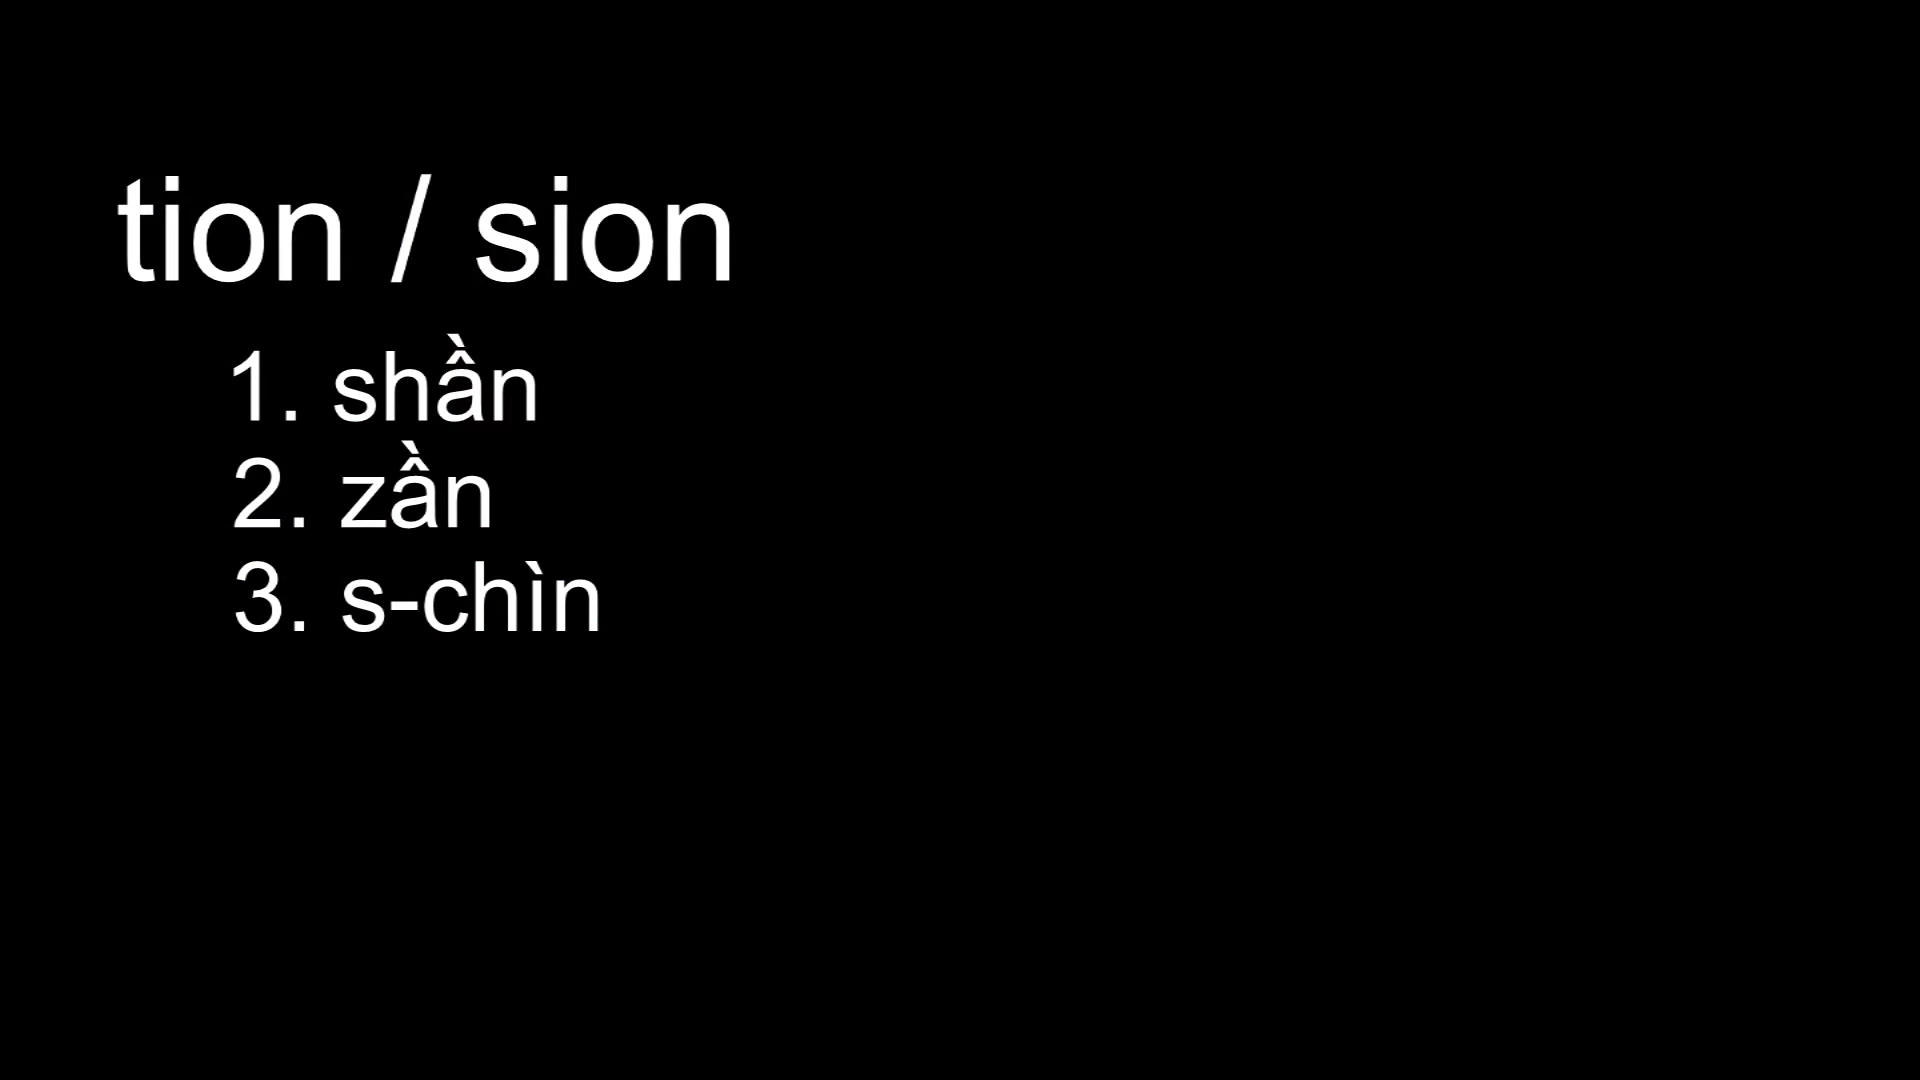 tion / sion
1. shần
2. zần
3. s-chìn